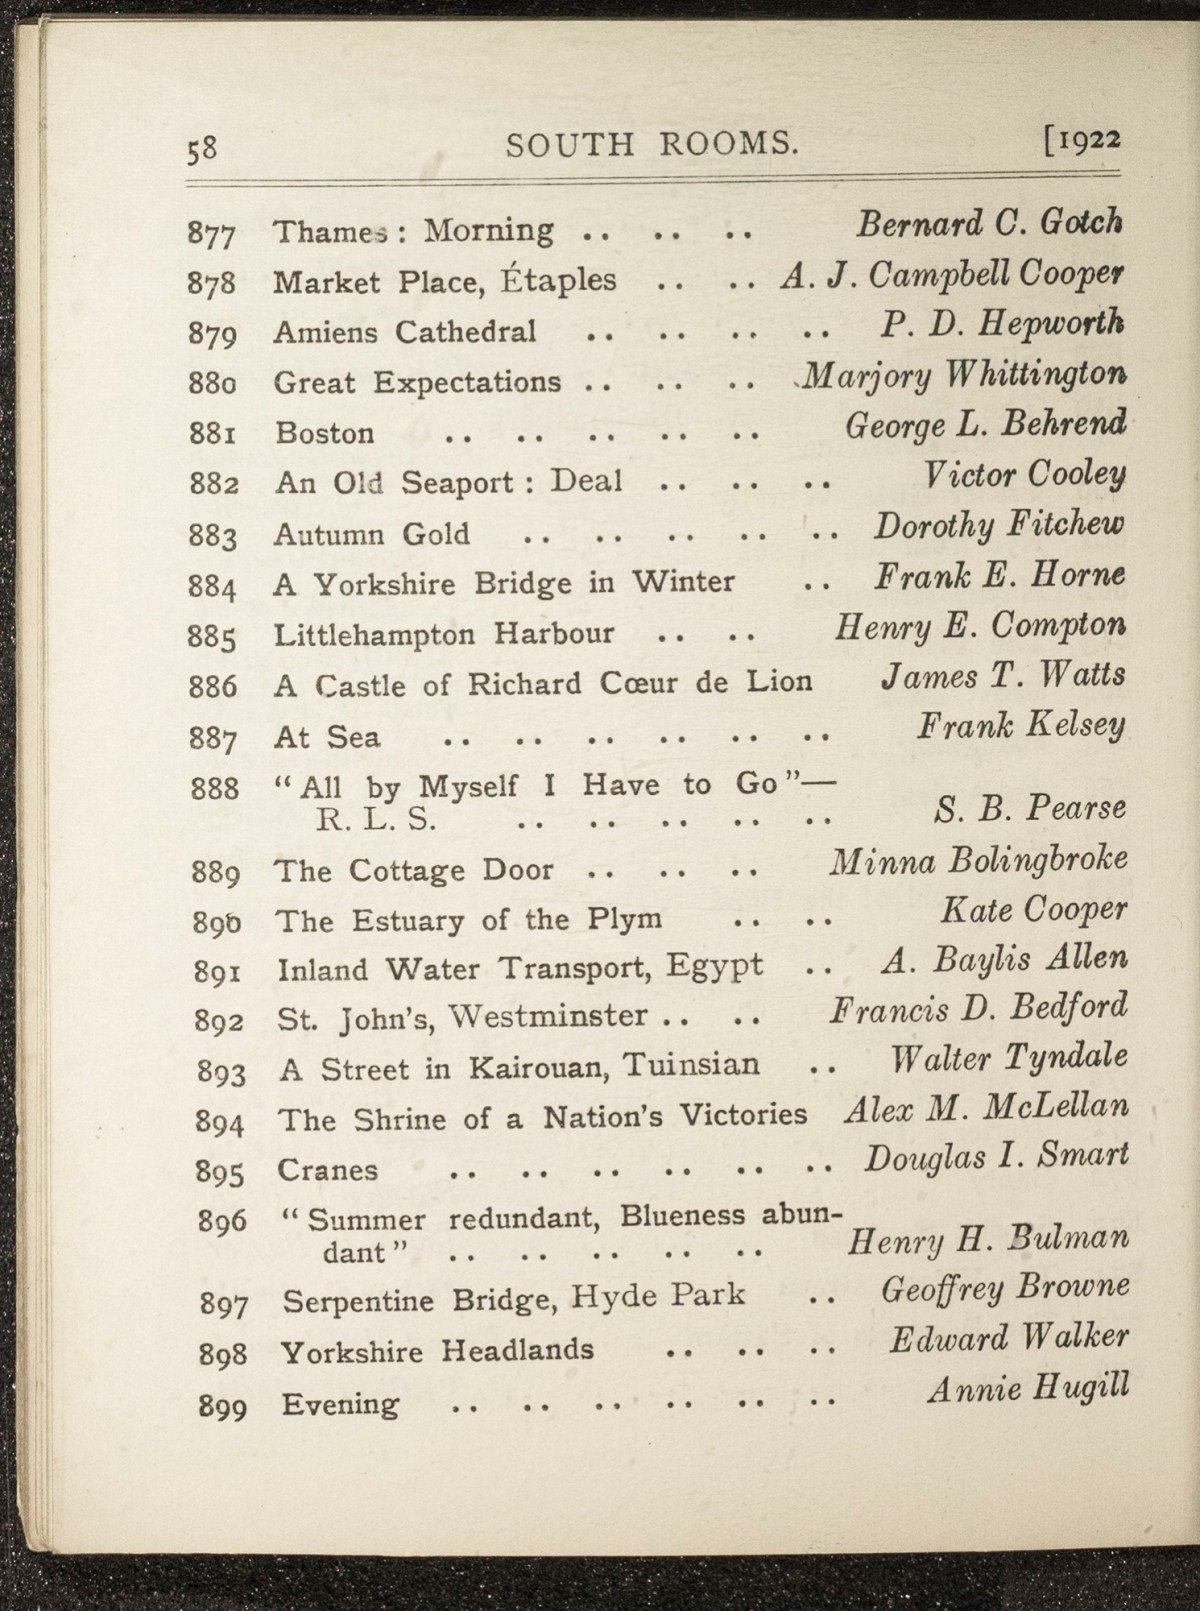 58 SOUTH ROOMS. [1922
877 Thames : Morning .. .. .. Bernard C. Gotch
878 Market Place, Étaples .. .. A. J. Campbell Cooper
879 Amiens Cathedral .. .. .. .. P. D. Hepworth
880 Great Expectations .. .. .. Marjory Whittington
881 Boston .. .. .. .. .. George L. Behrend
882 An Old Seaport : Deal .. .. .. Victor Cooley
883 Autumn Gold .. .. .. .. .. Dorothy Fitchew
884 A Yorkshire Bridge in Winter .. Frank E. Horne
885 Littlehampton Harbour .. .. Henry E. Compton
886 A Castle of Richard Cœur de Lion James T. Watts
887 At Sea .. .. .. .. .. .. Frank Kelsey
888 “ All by Myself I Have to Go ”—
R. L. S. .. .. .. .. .. S. B. Pearse
889 The Cottage Door .. .. .. Minna Bolingbroke
890 The Estuary of the Plym .. .. Kate Cooper
891 Inland Water Transport, Egypt .. A. Baylis Allen
892 St. John’s, Westminster .. .. Francis D. Bedford
893 A Street in Kairouan, Tuinsian .. Walter Tyndale
894 The Shrine of a Nation’s Victories Alex M. McLellan
895 Cranes .. .. .. .. .. .. Douglas I. Smart
896 “ Summer redundant, Blueness abun-
dant ” .. .. .. .. .. Henry H. Bulman
897 Serpentine Bridge, Hyde Park .. Geoffrey Browne
898 Yorkshire Headlands .. .. .. Edward Walker
899 Evening .. .. .. .. .. .. Annie Hugill